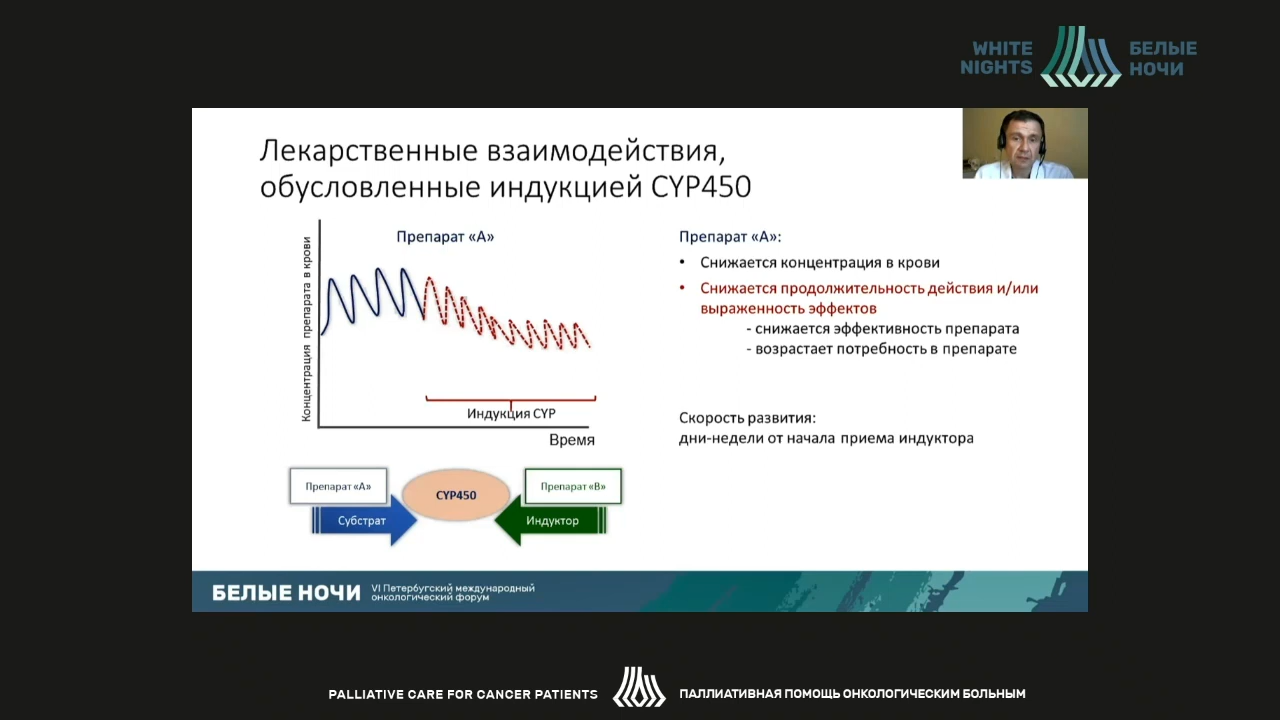 WHITE
NIGHTS
БЕЛЫЕ
НОЧИ
Лекарственные взаимодействия,
обусловленные индукцией CYP450
Препарат «А»
Концентрация препарата в крови
Индукция CYP
Время
Препарат «А»
CYP450
Препарат «В»
Субстрат
Индуктор
Препарат «А»:
• Снижается концентрация в крови
• Снижается продолжительность действия и/или
выраженность эффектов
- снижается эффективность препарата
- возрастает потребность в препарате
Скорость развития:
дни-недели от начала приема индуктора
БЕЛЫЕ НОЧИ
VI Петербугский международный
онкологический форум
PALLIATIVE CARE FOR CANCER PATIENTS
ПАЛЛИАТИВНАЯ ПОМОЩЬ ОНКОЛОГИЧЕСКИМ БОЛЬНЫМ